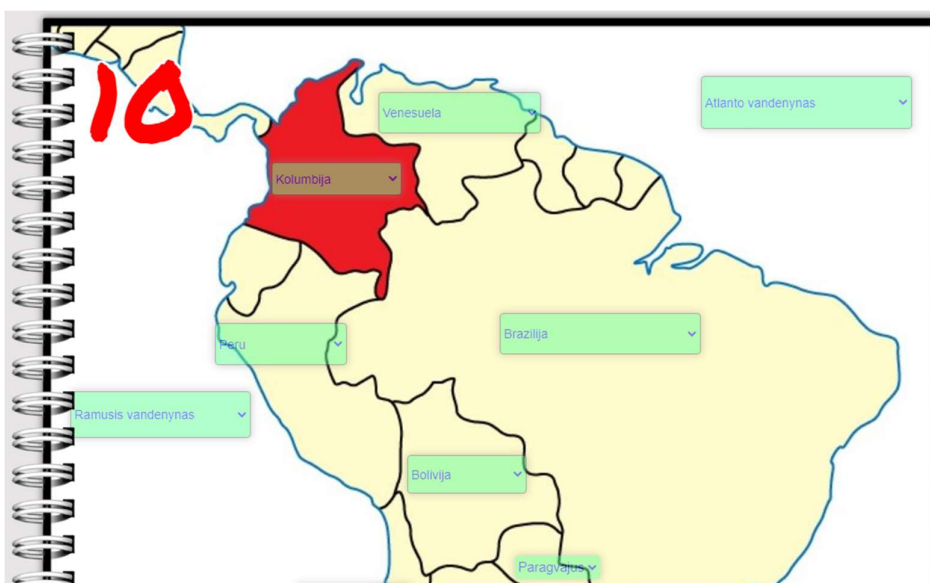 10
Venesuela
Atlanto vandenynas
Kolumbija
Peru
Brazilija
Ramusis vandenynas
Bolivija
Paragvajus